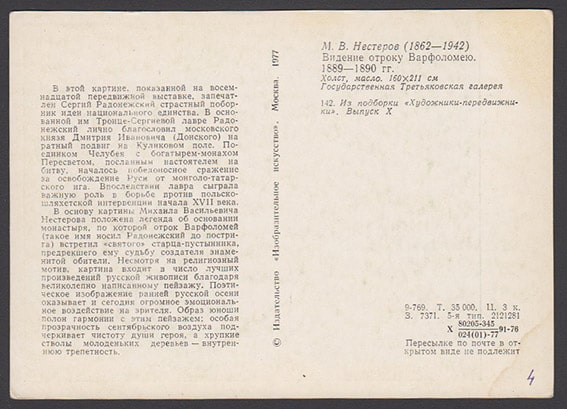 В этой картине, показанной на восем-
надцатой передвижной выставке, запечат-
лен Сергий Радонежский страстный побор-
ник идеи национального единства. В осно-
ванной им Троице-Сергиевой лавре Радо-
нежский лично благословил московского
князя Дмитрия Ивановича (Донского) на
ратный подвиг на Куликовом поле. По-
единком Челубея с богатырем-монахом
Пересветом, посланным настоятелем на
битву, началось победоносное сражение
за освобождение Руси от монголо-татарс-
кого ига. Впоследствии лавра сыграла
важную роль в борьбе против польско-
шляхетской интервенции начала XVII века.
В основу картины Михаила Васильевича
Нестерова положена легенда об основании
монастыря, по которой отрок Варфоломей
(такое имя носил Радонежский до постри-
га) встретил «святого» старца-пустынника,
предрекшего ему судьбу создателя знаме-
нитой обители. Несмотря на религиозный
мотив, картина входит в число лучших
произведений русской живописи благодаря
великолепно написанному пейзажу. Поэти-
ческое изображение ранней русской осени
оказывает и сегодня огромное эмоциональ-
ное воздействие на зрителя. Образ юноши
полон гармонии с этим пейзажем; особая
прозрачность сентябрьского воздуха под-
черкивает чистоту души героя, а хрупкие
стволы молоденьких деревьев — внутрен-
нюю трепетность.
© Издательство «Изобразительное искусство». Москва. 1977
М. В. Нестеров (1862—1942)
Видение отроку Варфоломею.
1889—1890 гг.
Холст, масло. 160×211 см
Государственная Третьяковская галерея
142. Из подборки «Художники-передвижни-
ки», Выпуск X
9-769. Т. 35 000. Ц. 3 к.
З. 7371. 5-я тип. 2121281
X 80205-345 91-76
024(01)-77
Пересылке по почте в от-
крытом виде не подлежит
4